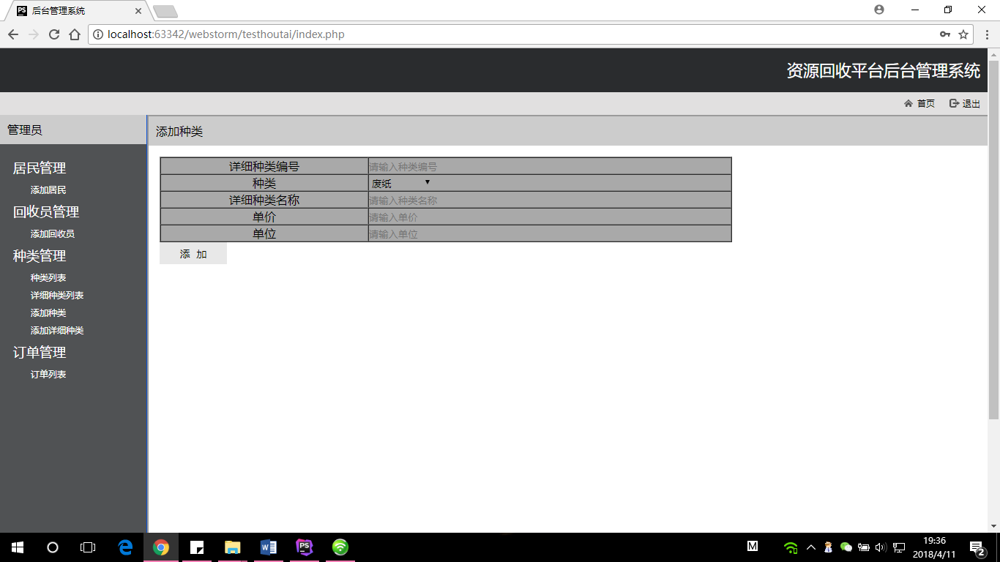 后台管理系统
localhost:63342/webstorm/testhoutai/index.php
资源回收平台后台管理系统
首页 退出
管理员
添加种类
居民管理
添加居民
回收员管理
添加回收员
种类管理
种类列表
详细种类列表
添加种类
添加详细种类
订单管理
订单列表
详细种类编号 请输入种类编号
种类 废纸
详细种类名称 请输入种类名称
单价 请输入单价
单位 请输入单位
添 加
M
19:36
2018/4/11
2